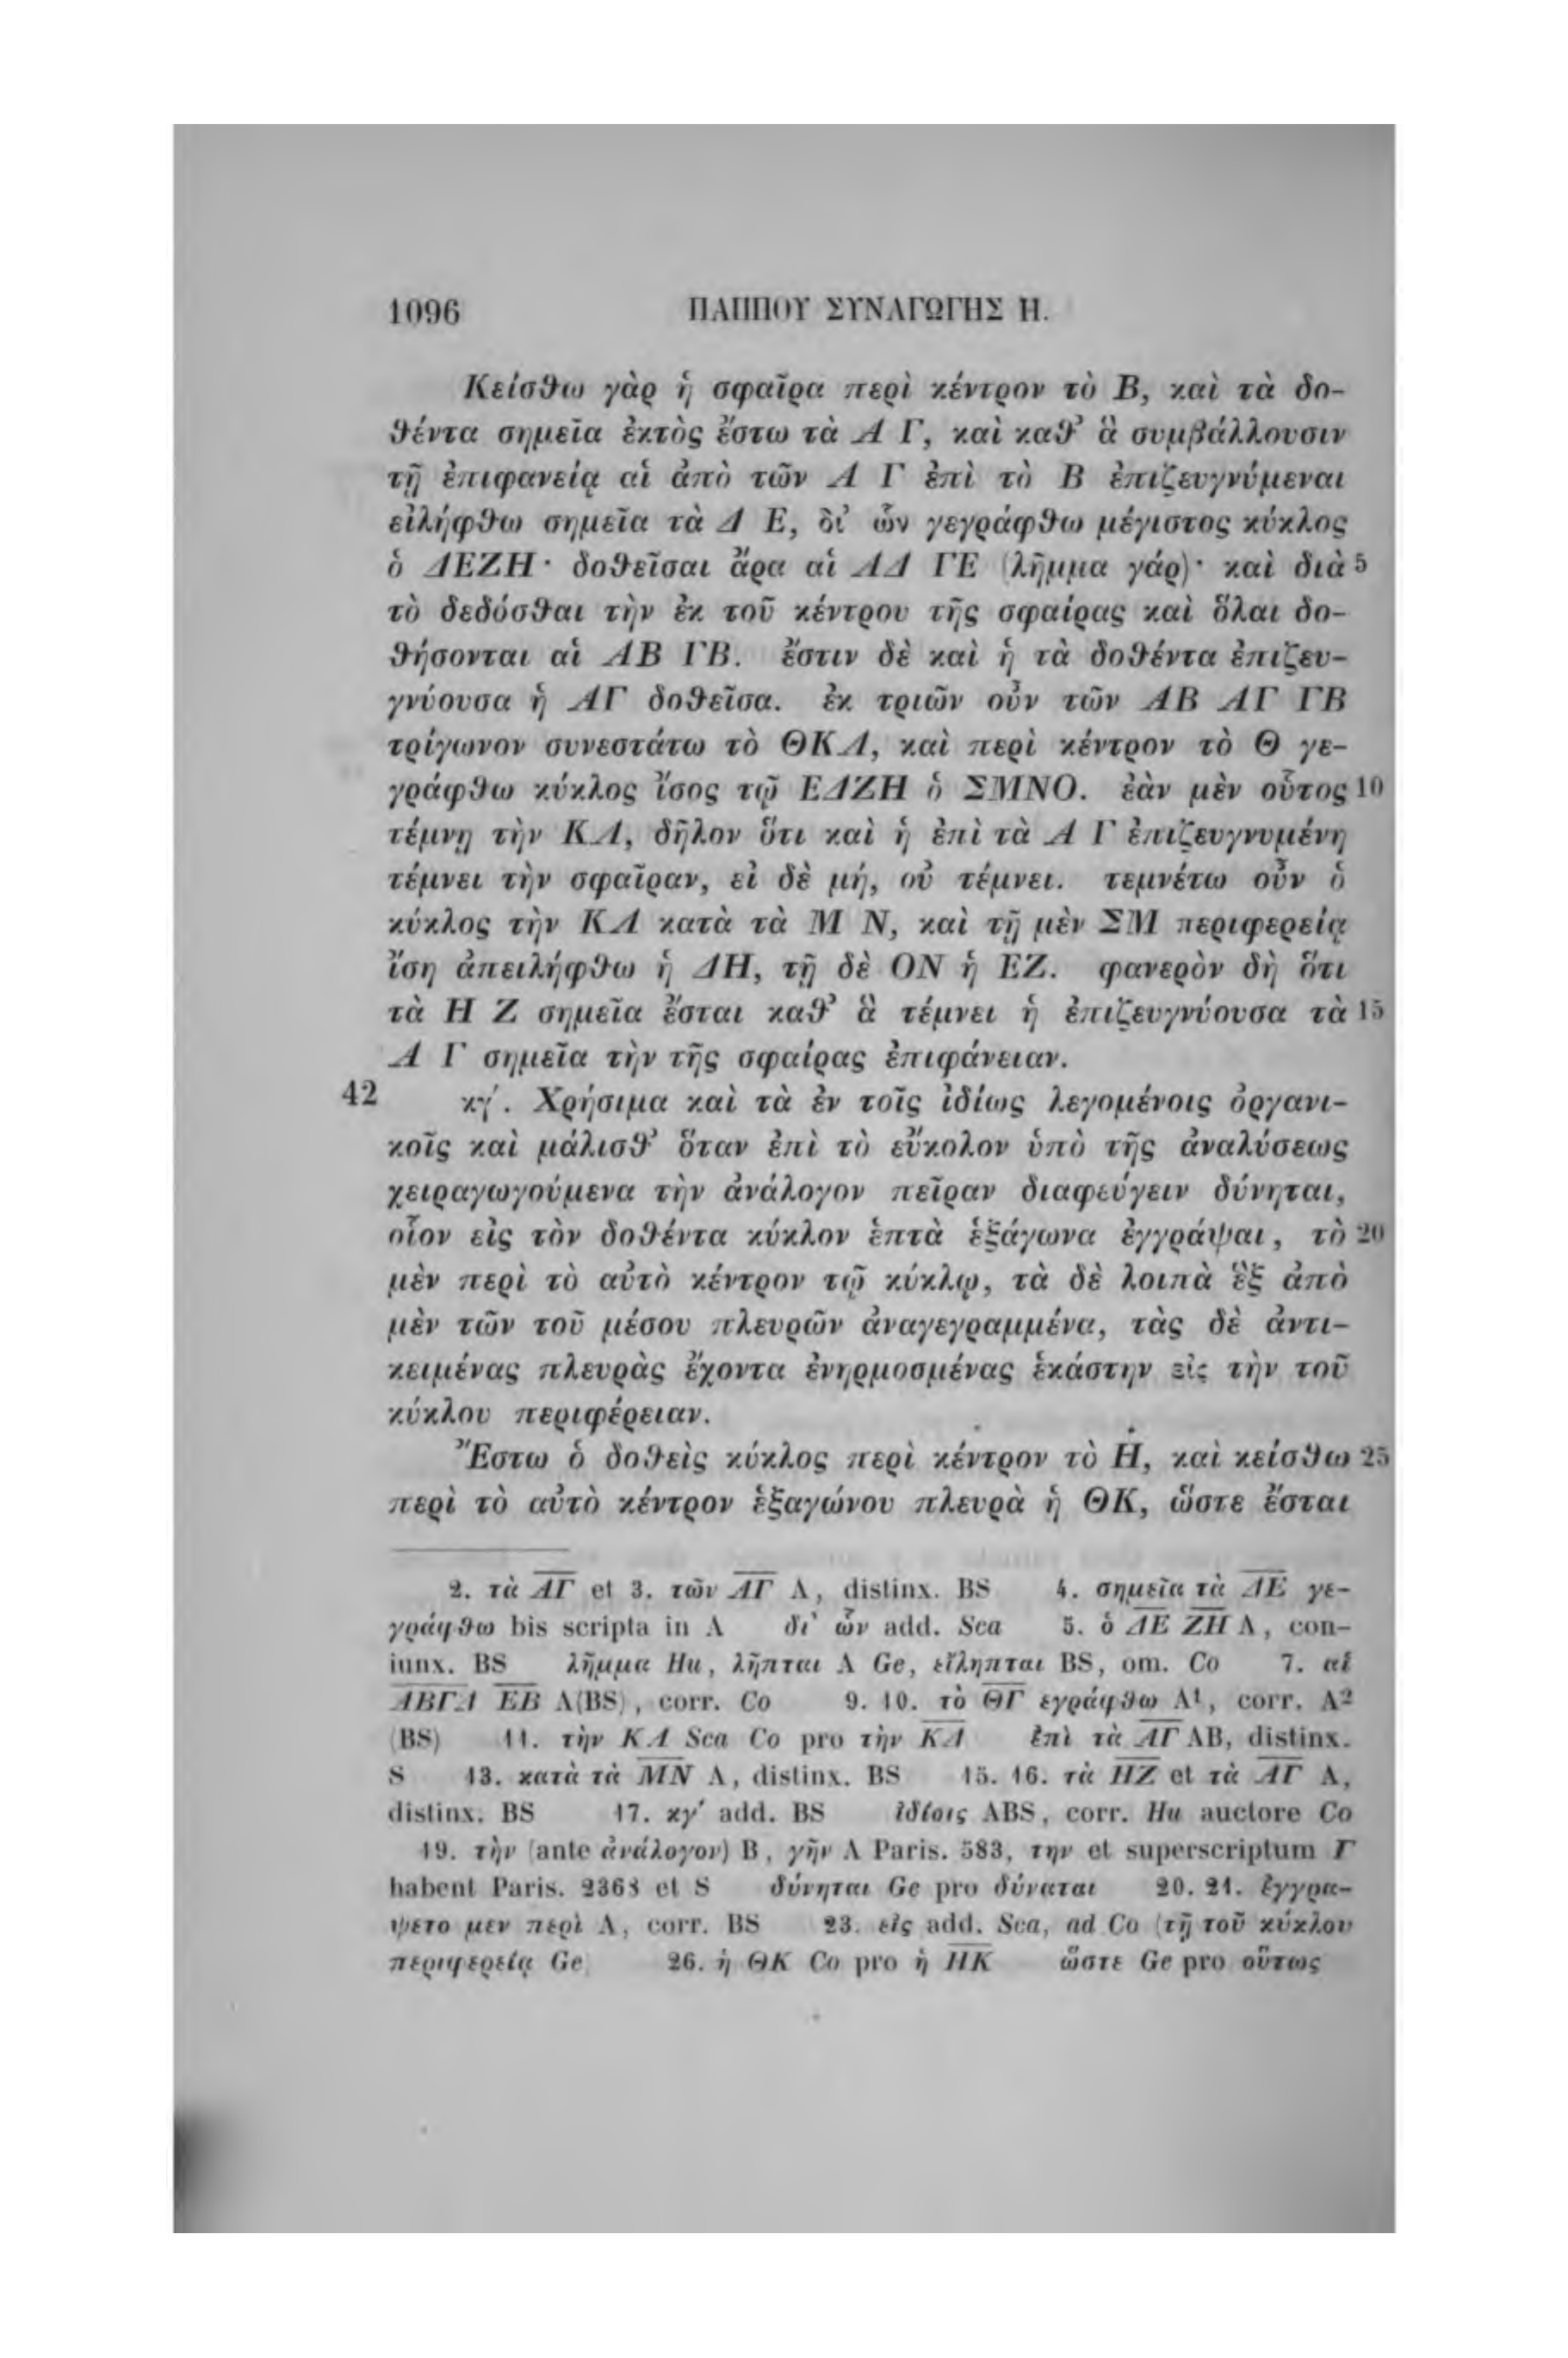 1096 ΠΑΠΠΟΥ ΣΥΝΑΓΩΓΗΣ Η.
Κείσθω γὰρ ἡ σφαῖρα περὶ κέντρον τὸ Β, καὶ τὰ δο-
θέντα σημεῖα ἐκτὸς ἔστω τὰ Α Γ, καὶ καθ’ ἃ συμβάλλουσιν
τῇ ἐπιφανείᾳ αἱ ἀπὸ τῶν Α Γ ἐπὶ τὸ Β ἐπιζευγνύμεναι
εἰλήφθω σημεῖα τὰ Δ Ε, δι’ ὧν γεγράφθω μέγιστος κύκλος
ὁ ΔΕΖΗ· δοθεῖσαι ἄρα αἱ ΑΔ ΓΕ (λῆμμα γάρ)· καὶ διὰ 5
τὸ δεδόσθαι τὴν ἐκ τοῦ κέντρου τῆς σφαίρας καὶ ὅλαι δο-
θήσονται αἱ ΑΒ ΓΒ. ἔστιν δὲ καὶ ἡ τὰ δοθέντα ἐπιζευ-
γνύουσα ἡ ΑΓ δοθεῖσα. ἐκ τριῶν οὖν τῶν ΑΒ ΑΓ ΓΒ
τρίγωνον συνεστάτω τὸ ΘΚΛ, καὶ περὶ κέντρον τὸ Θ γε-
γράφθω κύκλος ἴσος τῷ ΕΔΖΗ ὁ ΣΜΝΟ. ἐὰν μὲν οὗτος 10
τέμνῃ τὴν ΚΛ, δῆλον ὅτι καὶ ἡ ἐπὶ τὰ Α Γ ἐπιζευγνυμένη
τέμνει τὴν σφαῖραν, εἰ δὲ μή, οὐ τέμνει. τεμνέτω οὖν ὁ
κύκλος τὴν ΚΛ κατὰ τὰ Μ Ν, καὶ τῇ μὲν ΣΜ περιφερείᾳ
ἴση ἀπειλήφθω ἡ ΔΗ, τῇ δὲ ΟΝ ἡ ΕΖ. φανερὸν δὴ ὅτι
τὰ Η Ζ σημεῖα ἔσται καθ’ ἃ τέμνει ἡ ἐπιζευγνύουσα τὰ 15
Α Γ σημεῖα τὴν τῆς σφαίρας ἐπιφάνειαν.
42 κγ΄. Χρήσιμα καὶ τὰ ἐν τοῖς ἰδίως λεγομένοις ὀργανι-
κοῖς καὶ μάλισθ’ ὅταν ἐπὶ τὸ εὔκολον ὑπὸ τῆς ἀναλύσεως
χειραγωγούμενα τὴν ἀνάλογον πεῖραν διαφεύγειν δύνηται,
οἷον εἰς τὸν δοθέντα κύκλον ἑπτὰ ἑξάγωνα ἐγγράψαι, τὸ 20
μὲν περὶ τὸ αὐτὸ κέντρον τῷ κύκλῳ, τὰ δὲ λοιπὰ ἓξ ἀπὸ
μὲν τῶν τοῦ μέσου πλευρῶν ἀναγεγραμμένα, τὰς δὲ ἀντι-
κειμένας πλευρὰς ἔχοντα ἐνηρμοσμένας ἑκάστην εἰς τὴν τοῦ
κύκλου περιφέρειαν.
Ἔστω ὁ δοθεὶς κύκλος περὶ κέντρον τὸ Η, καὶ κείσθω 25
περὶ τὸ αὐτὸ κέντρον ἑξαγώνου πλευρὰ ἡ ΘΚ, ὥστε ἔσται
2. τὰ Α͞Γ et 3. τῶν Α͞Γ A, distinx. BS 4. σημεῖα τὰ Δ͞Ε γε-
γράφθω bis scripta in A δι’ ὧν add. Sca 5. ὁ Δ͞Ε Ζ͞Η A, con-
iunx. BS λῆμμα Hu, λῆπται A Ge, εἴληπται BS, om. Co 7. αἱ
ΑΒΓΔ ΕΒ A(BS), corr. Co 9. 10. τὸ Θ͞Γ εγράφθω A¹, corr. A²
(BS) 11. τὴν ΚΛ Sca Co pro τὴν Κ͞Δ ἐπὶ τὰ Α͞Γ AB, distinx.
S 13. κατὰ τὰ Μ͞Ν A, distinx. BS 15. 16. τὰ Η͞Ζ et τὰ Α͞Γ A,
distinx. BS 17. κγ΄ add. BS ἰδίοις ABS, corr. Hu auctore Co
19. τὴν (ante ἀνάλογον) B, γῆν A Paris. 583, την et superscriptum Γ
habent Paris. 2368 et S δύνηται Ge pro δύναται 20. 21. ἐγγρα-
ψετο μεν περὶ A, corr. BS 23. εἰς add. Sca, ad Co (τῇ τοῦ κύκλου
περιφερείᾳ Ge) 26. ἡ ΘΚ Co pro ἡ Η͞Κ ὥστε Ge pro οὕτως